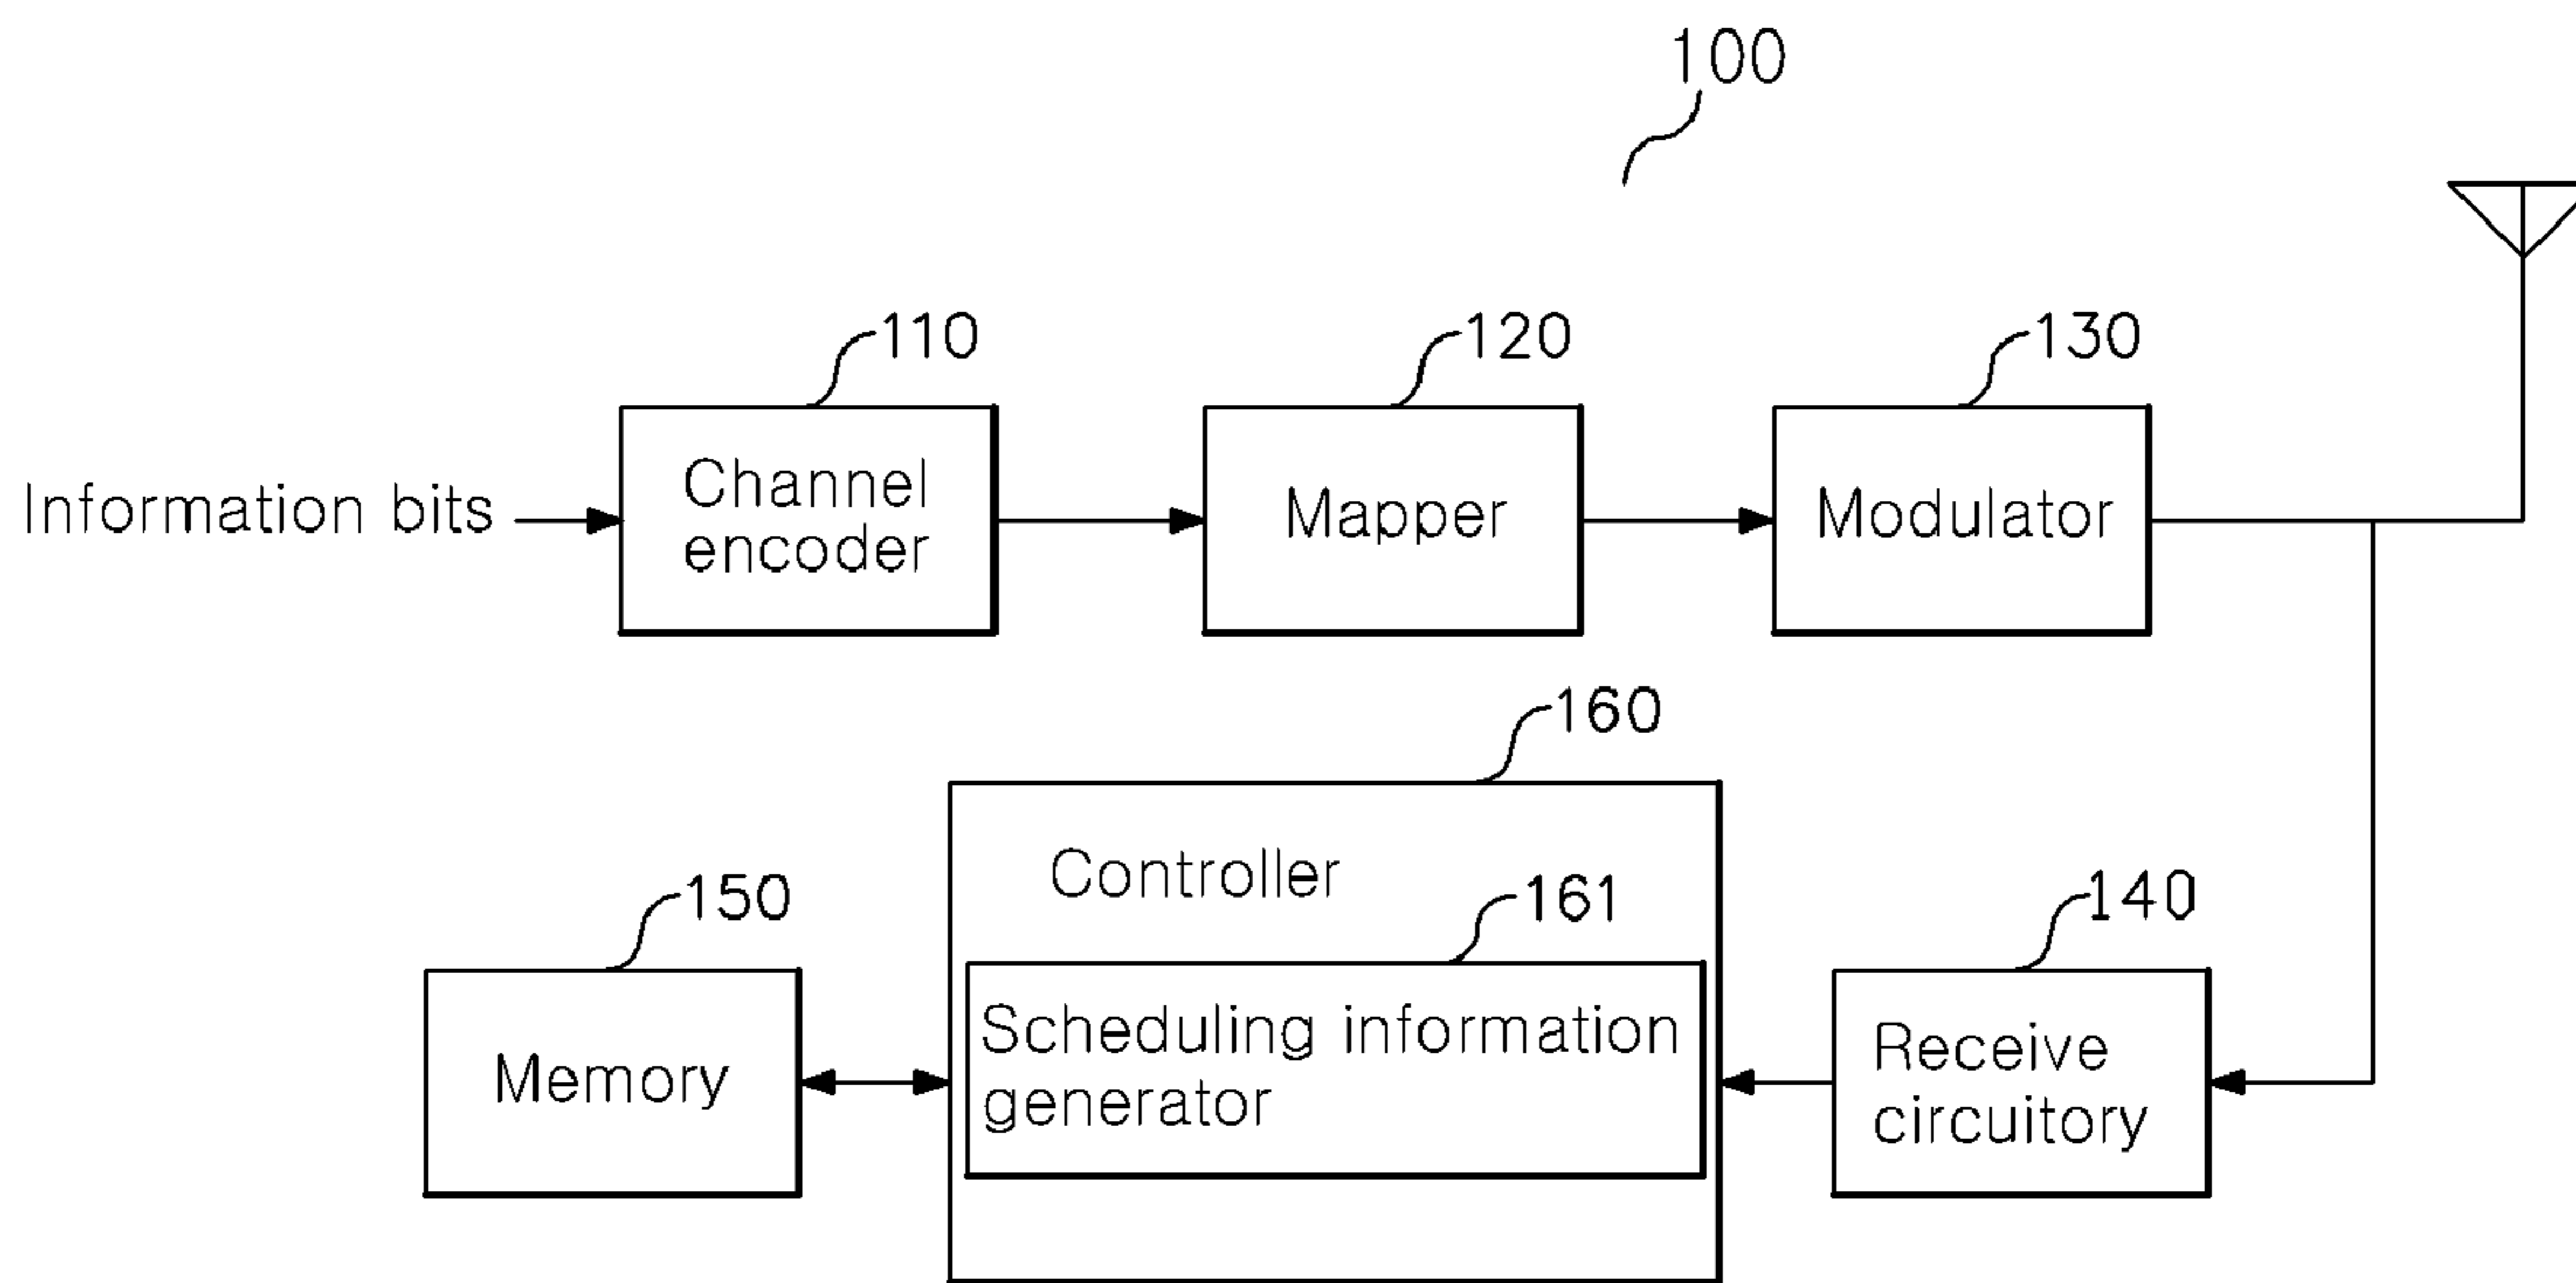 100
110
120
130
Information bits
Channel
encoder
Mapper
Modulator
160
Controller
150
161
140
Memory
Scheduling information
generator
Receive
circuitory